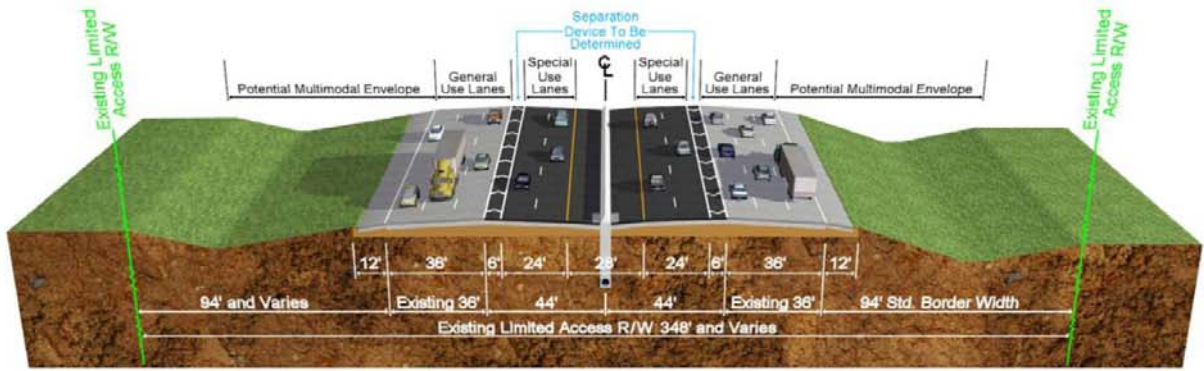 Separation
Device To Be
Determined
Existing Limited
Access R/W
Potential Multimodal Envelope
General
Use Lanes
Special
Use
Lanes
CL
Special
Use
Lanes
General
Use Lanes
Potential Multimodal Envelope
Existing Limited
Access R/W
12' 36' 6' 24' 28' 24' 6' 36' 12'
94' and Varies Existing 36' 44' 44' Existing 36' 94' Std. Border Width
Existing Limited Access R/W 348' and Varies